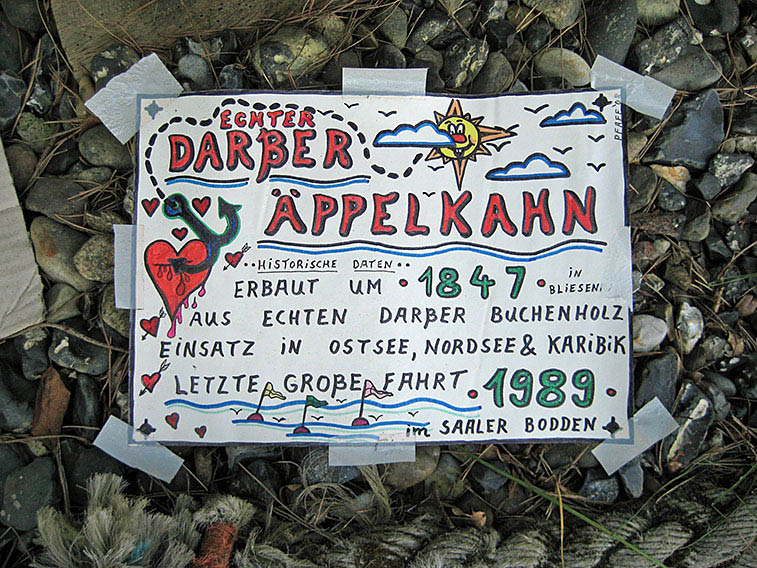 ECHTER
DARßER
ÄPPELKAHN
HISTORISCHE DATEN
ERBAUT UM • 1847 • IN BLIESEN..
AUS ECHTEN DARßER BUCHENHOLZ
EINSATZ IN OSTSEE, NORDSEE & KARIBIK
LETZTE GROßE FAHRT • 1989 •
im SAALER BODDEN •